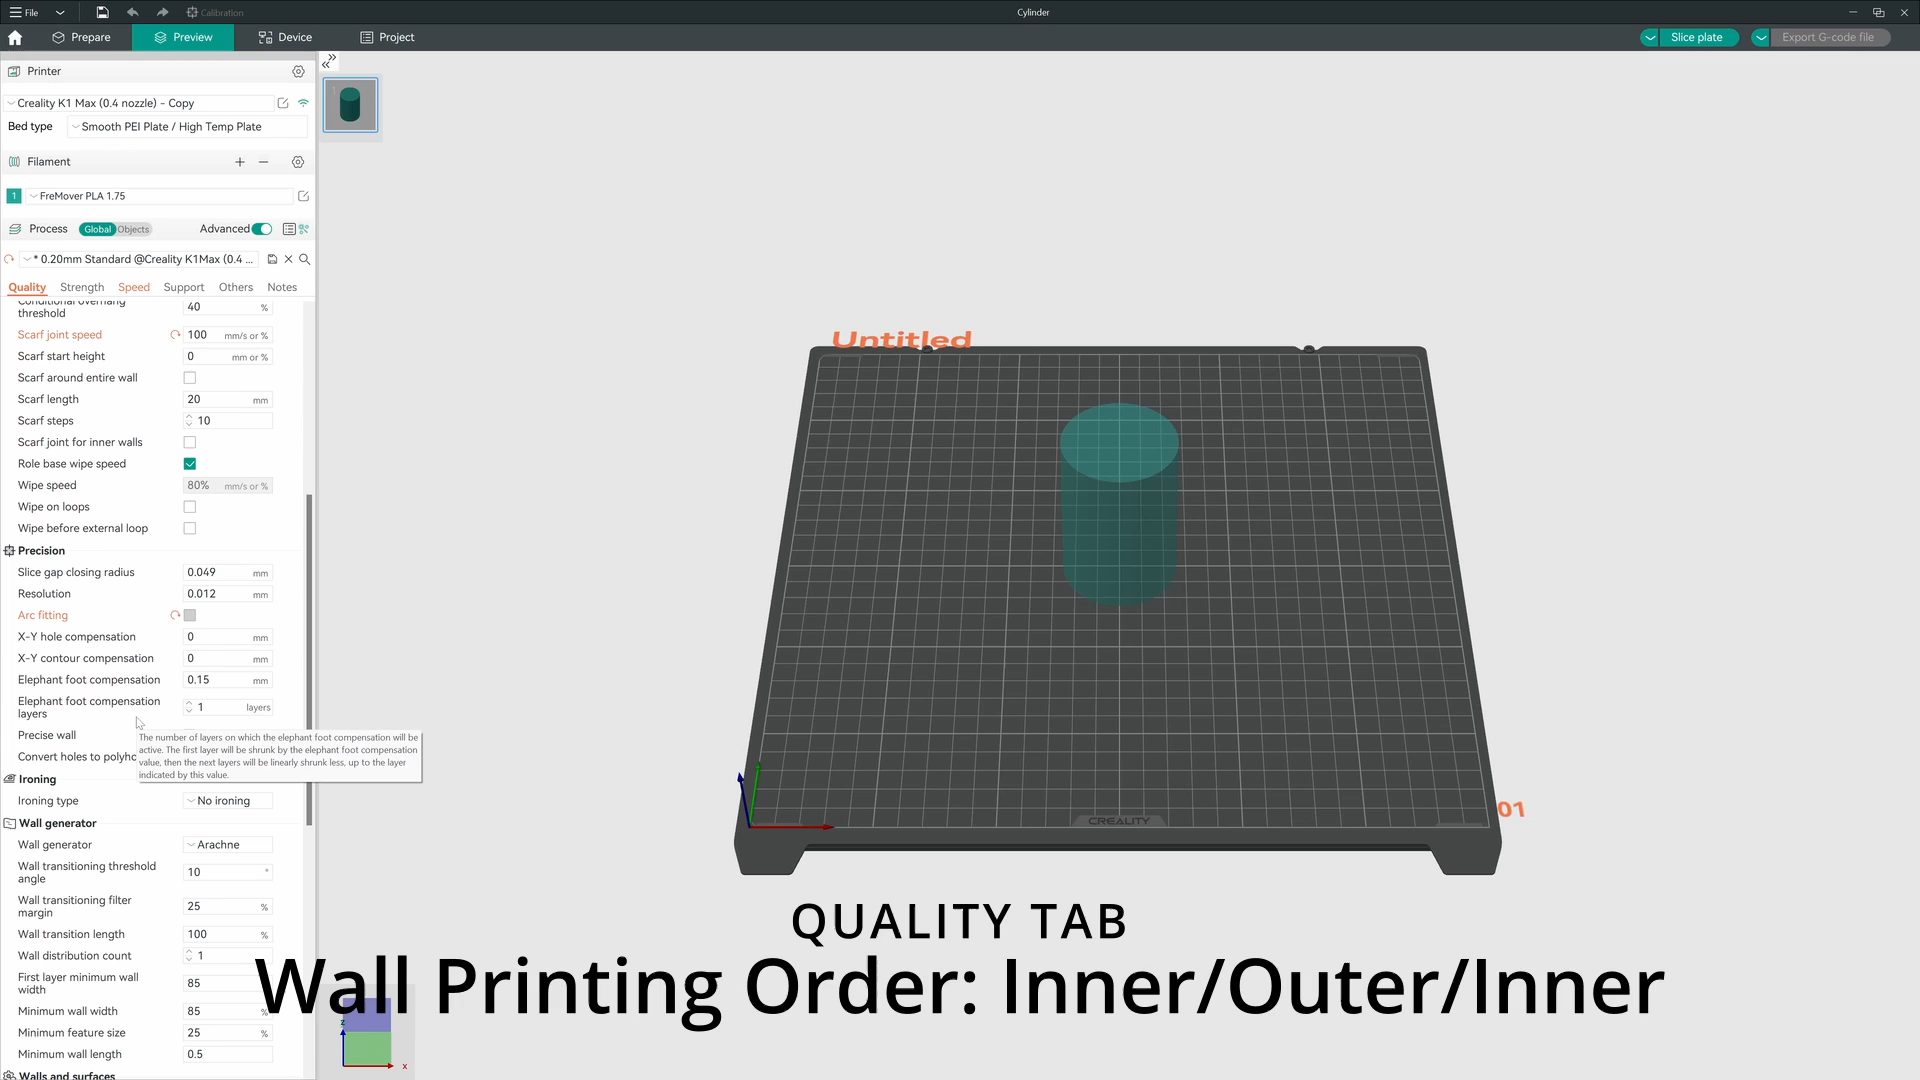 File
Calibration
Cylinder
Prepare
Preview
Device
Project
Slice plate
Export G-code file
Printer
Creality K1 Max (0.4 nozzle) - Copy
Bed type
Smooth PEI Plate / High Temp Plate
1
Filament
1
FreMover PLA 1.75
Process
Global
Objects
Advanced
* 0.20mm Standard @Creality K1Max (0.4 ...
Quality
Strength
Speed
Support
Others
Notes
Conditional overhang
threshold
40 %
Scarf joint speed
100 mm/s or %
Scarf start height
0 mm or %
Scarf around entire wall
Scarf length
20 mm
Scarf steps
10
Scarf joint for inner walls
Role base wipe speed
Wipe speed
80% mm/s or %
Wipe on loops
Wipe before external loop
Precision
Slice gap closing radius
0.049 mm
Resolution
0.012 mm
Arc fitting
X-Y hole compensation
0 mm
X-Y contour compensation
0 mm
Elephant foot compensation
0.15 mm
Elephant foot compensation
layers
1 layers
Precise wall
Convert holes to polyho
The number of layers on which the elephant foot compensation will be
active. The first layer will be shrunk by the elephant foot compensation
value, then the next layers will be linearly shrunk less, up to the layer
indicated by this value.
Ironing
Ironing type
No ironing
Wall generator
Wall generator
Arachne
Wall transitioning threshold
angle
10 °
Wall transitioning filter
margin
25 %
Wall transition length
100 %
Wall distribution count
1
First layer minimum wall
width
85
Minimum wall width
85 %
Minimum feature size
25 %
Minimum wall length
0.5
Walls and surfaces
Untitled
CREALITY
01
QUALITY TAB
Wall Printing Order: Inner/Outer/Inner
z
x